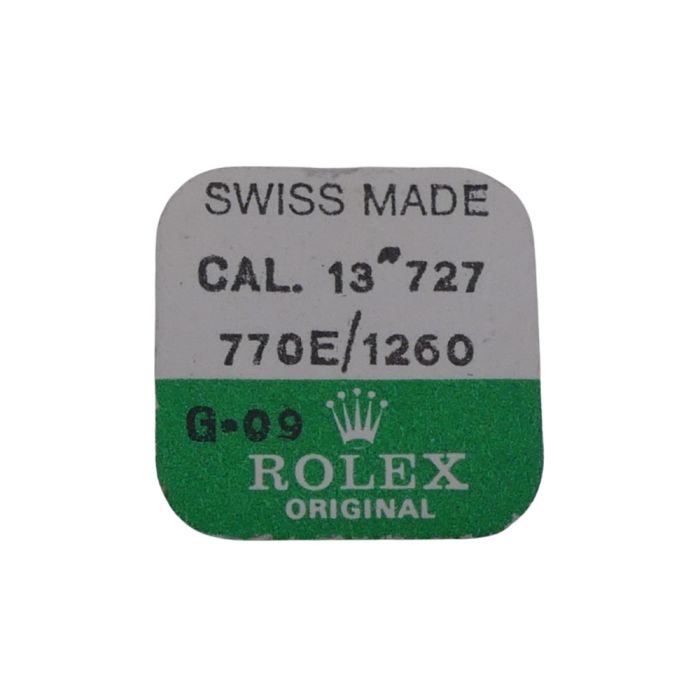 SWISS MADE
CAL. 13''' 727
770E/1260
G-09
ROLEX
ORIGINAL